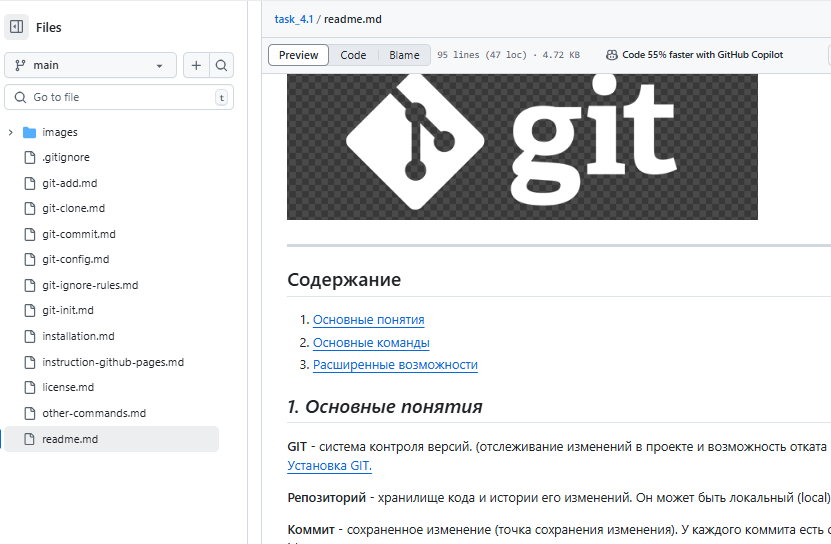 Files
task_4.1 / readme.md
main
Preview Code Blame 95 lines (47 loc) · 4.72 KB Code 55% faster with GitHub Copilot
Go to file t
images
.gitignore
git-add.md
git-clone.md
git-commit.md
git-config.md
git-ignore-rules.md
git-init.md
installation.md
instruction-github-pages.md
license.md
other-commands.md
readme.md
git
Содержание
1. Основные понятия
2. Основные команды
3. Расширенные возможности
1. Основные понятия
GIT - система контроля версий. (отслеживание изменений в проекте и возможность отката
Установка GIT.
Репозиторий - хранилище кода и истории его изменений. Он может быть локальный (local)
Коммит - сохраненное изменение (точка сохранения изменения). У каждого коммита есть